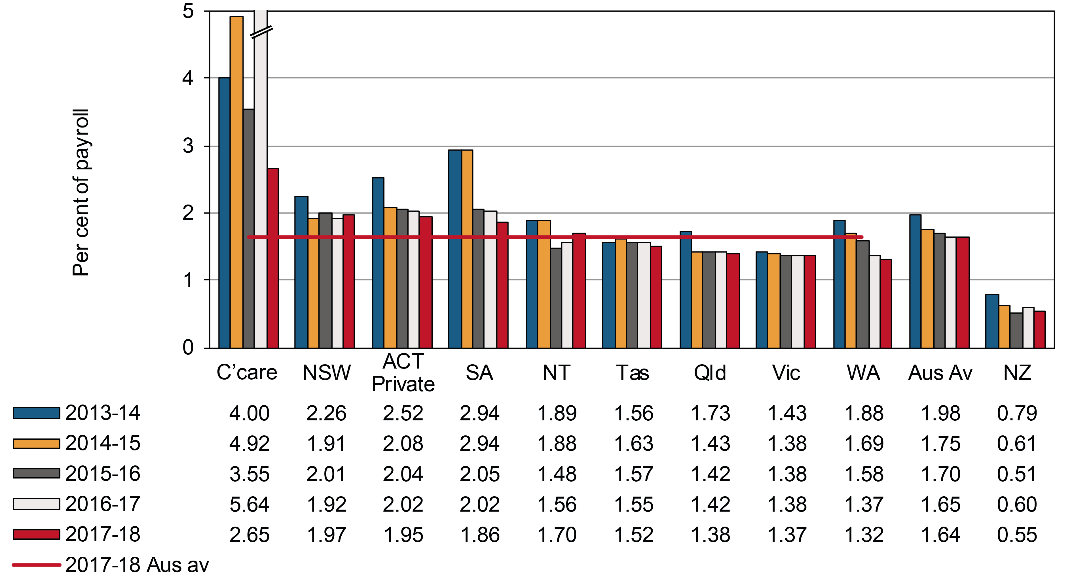 5
4
3
2
1
0
Per cent of payroll
C'care NSW ACT Private SA NT Tas Qld Vic WA Aus Av NZ
2013-14 4.00 2.26 2.52 2.94 1.89 1.56 1.73 1.43 1.88 1.98 0.79
2014-15 4.92 1.91 2.08 2.94 1.88 1.63 1.43 1.38 1.69 1.75 0.61
2015-16 3.55 2.01 2.04 2.05 1.48 1.57 1.42 1.38 1.58 1.70 0.51
2016-17 5.64 1.92 2.02 2.02 1.56 1.55 1.42 1.38 1.37 1.65 0.60
2017-18 2.65 1.97 1.95 1.86 1.70 1.52 1.38 1.37 1.32 1.64 0.55
2017-18 Aus av